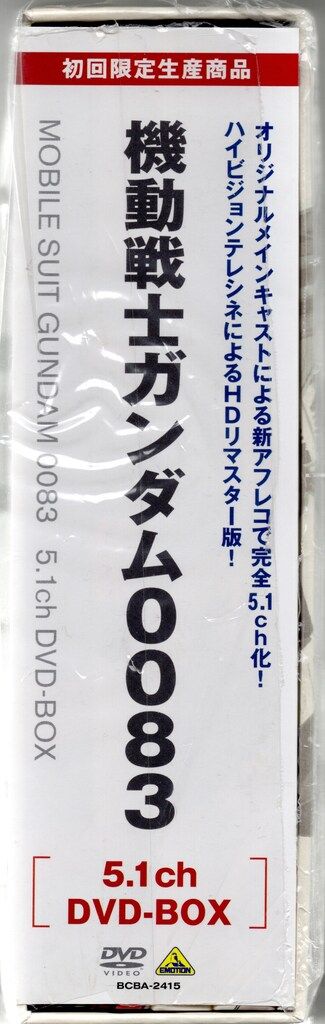 初回限定生産商品
オリジナルメインキャストによる新アフレコで完全5.1ch化！
ハイビジョンテレシネによるHDリマスター版！
機動戦士ガンダム0083
MOBILE SUIT GUNDAM 0083 5.1ch DVD-BOX
[5.1ch
DVD-BOX]
DVD
VIDEO
EMOTION
BCBA-2415